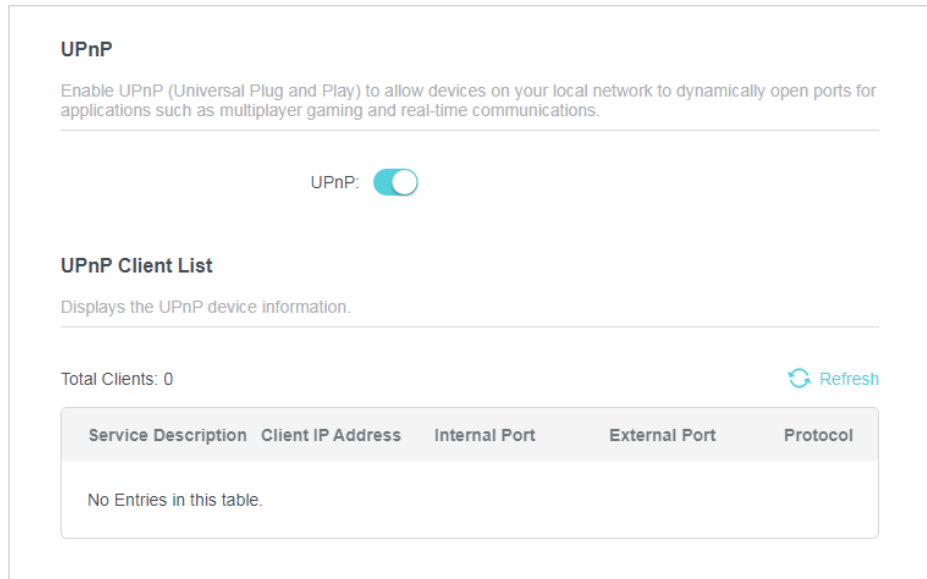 UPnP
Enable UPnP (Universal Plug and Play) to allow devices on your local network to dynamically open ports for
applications such as multiplayer gaming and real-time communications.
UPnP:
UPnP Client List
Displays the UPnP device information.
Total Clients: 0 Refresh
Service Description Client IP Address Internal Port External Port Protocol
No Entries in this table.